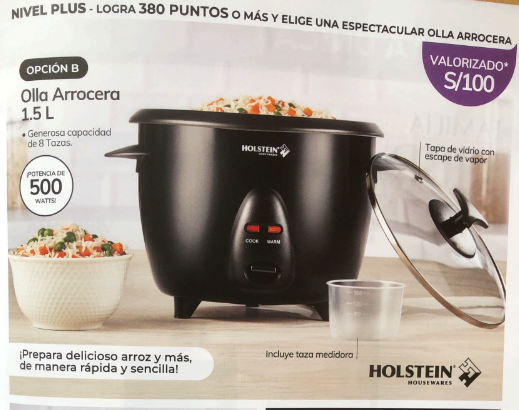 NIVEL PLUS - LOGRA 380 PUNTOS O MÁS Y ELIGE UNA ESPECTACULAR OLLA ARROCERA
VALORIZADO*
S/100
OPCIÓN B
Olla Arrocera
1.5 L
• Generosa capacidad
de 8 Tazas.
¡POTENCIA DE
500
WATTS!
HOLSTEIN
HOUSEWARES
Tapa de vidrio con
escape de vapor
COOK WARM
¡Prepara delicioso arroz y más,
de manera rápida y sencilla!
Incluye taza medidora
HOLSTEIN®
HOUSEWARES